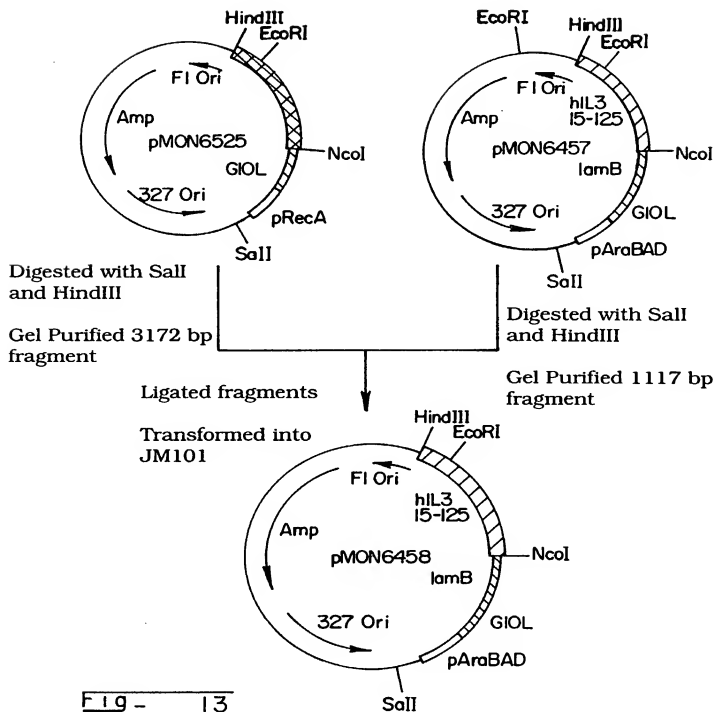 HindIII
EcoRI
F1 Ori
Amp
pMON6525
G10L
NcoI
327 Ori
pRecA
SalI
EcoRI
HindIII
EcoRI
F1 Ori
hIL3
15-125
Amp
pMON6457
NcoI
lamB
327 Ori
G10L
pAraBAD
SalI
Digested with SalI
and HindIII
Gel Purified 3172 bp
fragment
Digested with SalI
and HindIII
Gel Purified 1117 bp
fragment
Ligated fragments
Transformed into
JM101
HindIII
EcoRI
F1 Ori
hIL3
15-125
Amp
pMON6458
NcoI
lamB
327 Ori
G10L
pAraBAD
SalI
Fig - 13